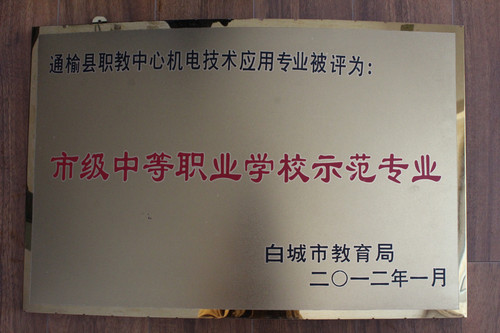 通榆县职教中心机电技术应用专业被评为：
市级中等职业学校示范专业
白城市教育局
二〇一二年一月